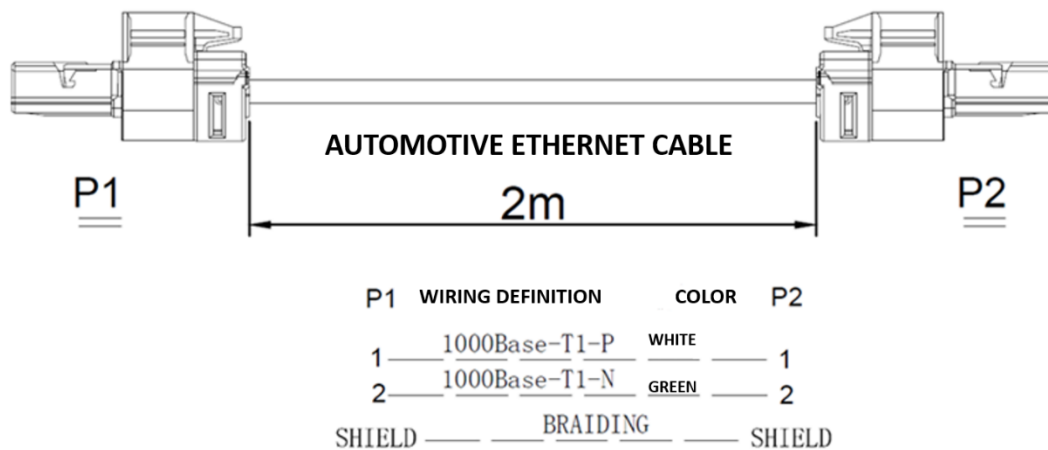 AUTOMOTIVE ETHERNET CABLE
P1 2m P2
P1 WIRING DEFINITION COLOR P2
1 1000Base-T1-P WHITE 1
2 1000Base-T1-N GREEN 2
SHIELD BRAIDING SHIELD